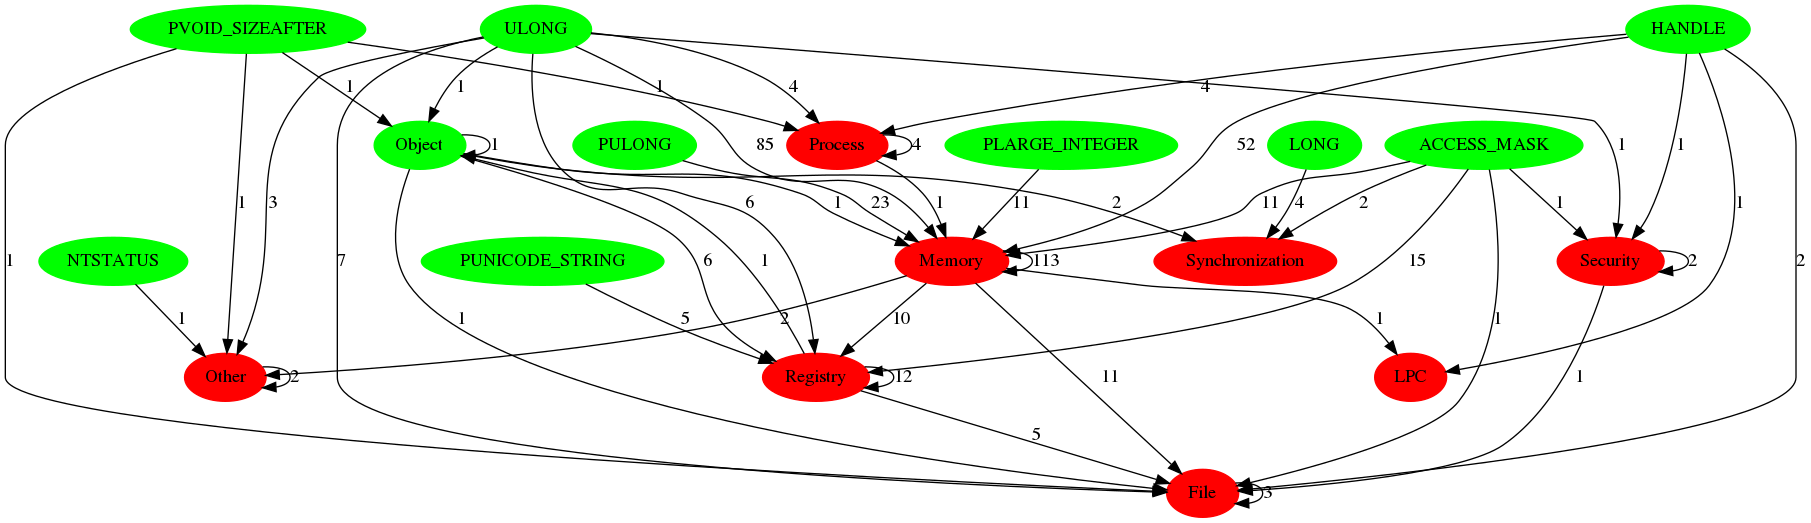 PVOID_SIZEAFTER
ULONG
HANDLE
1
1
1
4
4
Object
1
PULONG
85
Process
4
PLARGE_INTEGER
52
LONG
ACCESS_MASK
1
1
1
3
6
1
23
1
11
2
11
4
2
1
1
NTSTATUS
1
7
PUNICODE_STRING
6
1
Memory
113
Synchronization
15
Security
2
2
1
1
5
2
10
1
1
Other
2
Registry
12
11
LPC
1
5
File
3